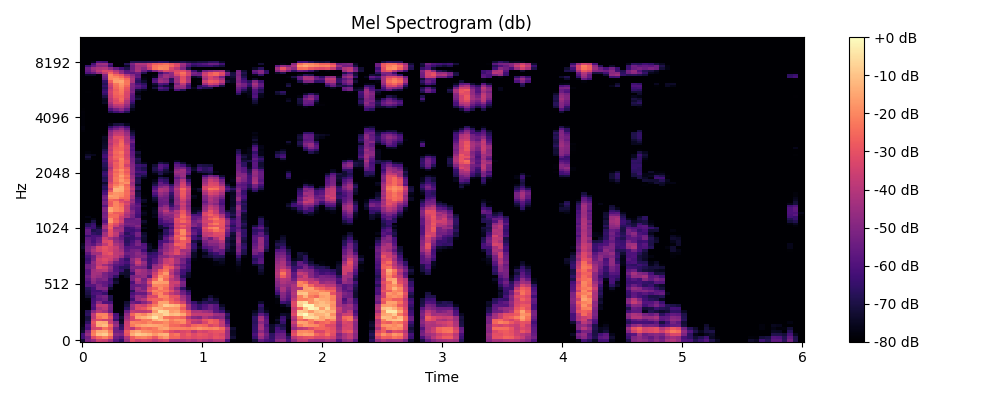 Mel Spectrogram (db)
Hz
8192
4096
2048
1024
512
0
0 1 2 3 4 5 6
Time
+0 dB
-10 dB
-20 dB
-30 dB
-40 dB
-50 dB
-60 dB
-70 dB
-80 dB